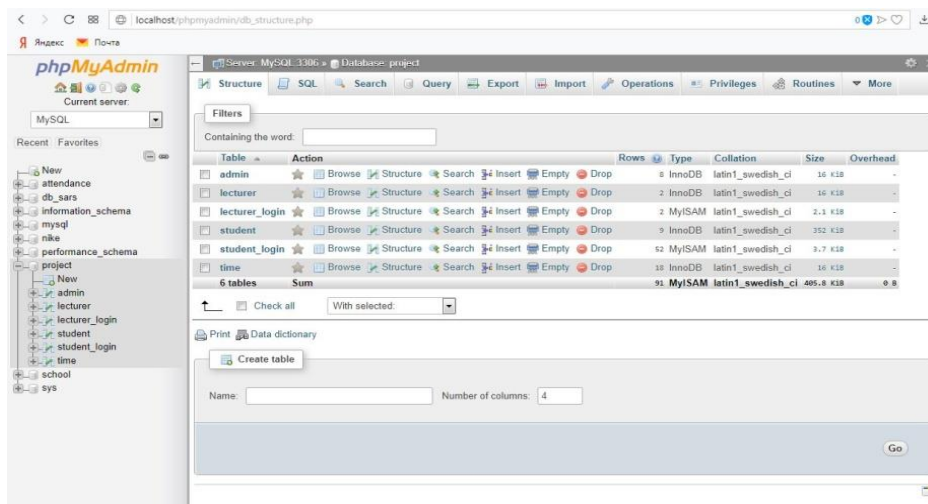 localhost/phpmyadmin/db_structure.php
0
Яндекс Почта
phpMyAdmin
Current server:
MySQL
Recent Favorites
New
attendance
db_sars
information_schema
mysql
nike
performance_schema
project
New
admin
lecturer
lecturer_login
student
student_login
time
school
sys
Server: MySQL:3306 » Database: project
Structure SQL Search Query Export Import Operations Privileges Routines More
Filters
Containing the word:
Table Action Rows Type Collation Size Overhead
admin Browse Structure Search Insert Empty Drop 8 InnoDB latin1_swedish_ci 16 KiB -
lecturer Browse Structure Search Insert Empty Drop 2 InnoDB latin1_swedish_ci 16 KiB -
lecturer_login Browse Structure Search Insert Empty Drop 2 MyISAM latin1_swedish_ci 2.1 KiB -
student Browse Structure Search Insert Empty Drop 9 InnoDB latin1_swedish_ci 352 KiB -
student_login Browse Structure Search Insert Empty Drop 52 MyISAM latin1_swedish_ci 3.7 KiB -
time Browse Structure Search Insert Empty Drop 18 InnoDB latin1_swedish_ci 16 KiB -
6 tables Sum 91 MyISAM latin1_swedish_ci 405.8 KiB 0 B
Check all With selected:
Print Data dictionary
Create table
Name: Number of columns: 4
Go